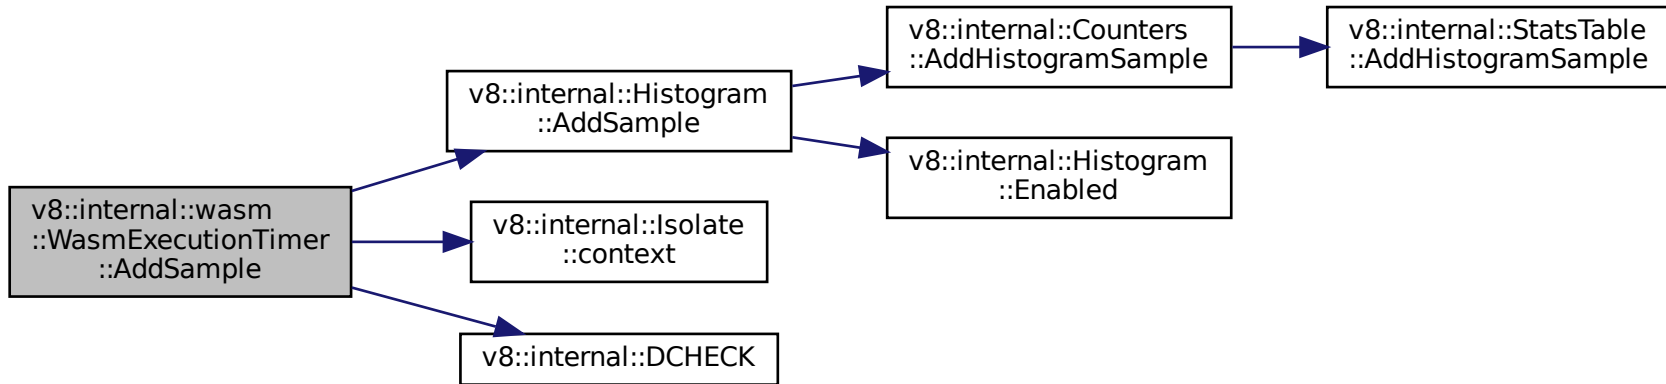 v8::internal::wasm
::WasmExecutionTimer
::AddSample
v8::internal::Histogram
::AddSample
v8::internal::Isolate
::context
v8::internal::DCHECK
v8::internal::Counters
::AddHistogramSample
v8::internal::Histogram
::Enabled
v8::internal::StatsTable
::AddHistogramSample